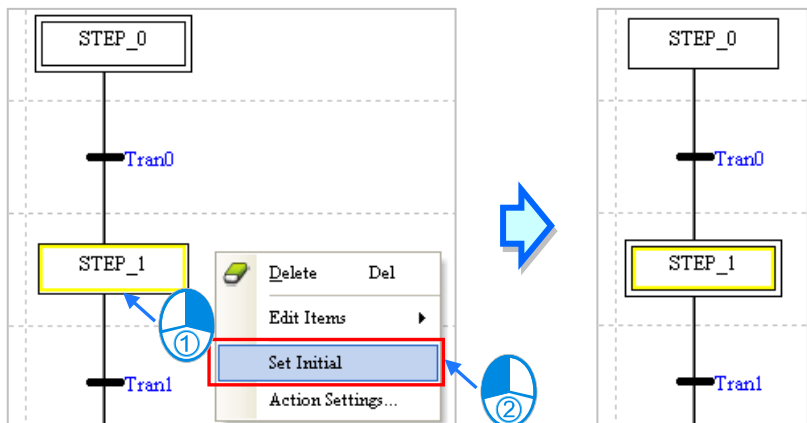 STEP_0
Tran0
STEP_1
Delete Del
Edit Items
Set Initial
Action Settings...
①
②
Tran1
STEP_0
Tran0
STEP_1
Tran1